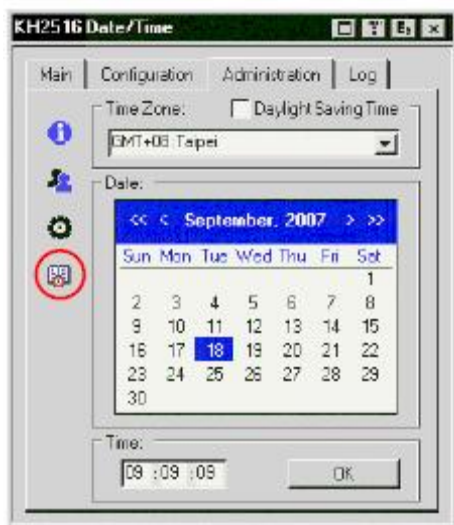 KH2516 Date/Time
Main Configuration Administration Log
Time Zone: Daylight Saving Time
GMT+08 Taipei
Date:
<< < September, 2007 > >>
Sun Mon Tue Wed Thu Fri Sat
1
2 3 4 5 6 7 8
9 10 11 12 13 14 15
16 17 18 19 20 21 22
23 24 25 26 27 28 29
30
Time:
09 :09 :09 OK